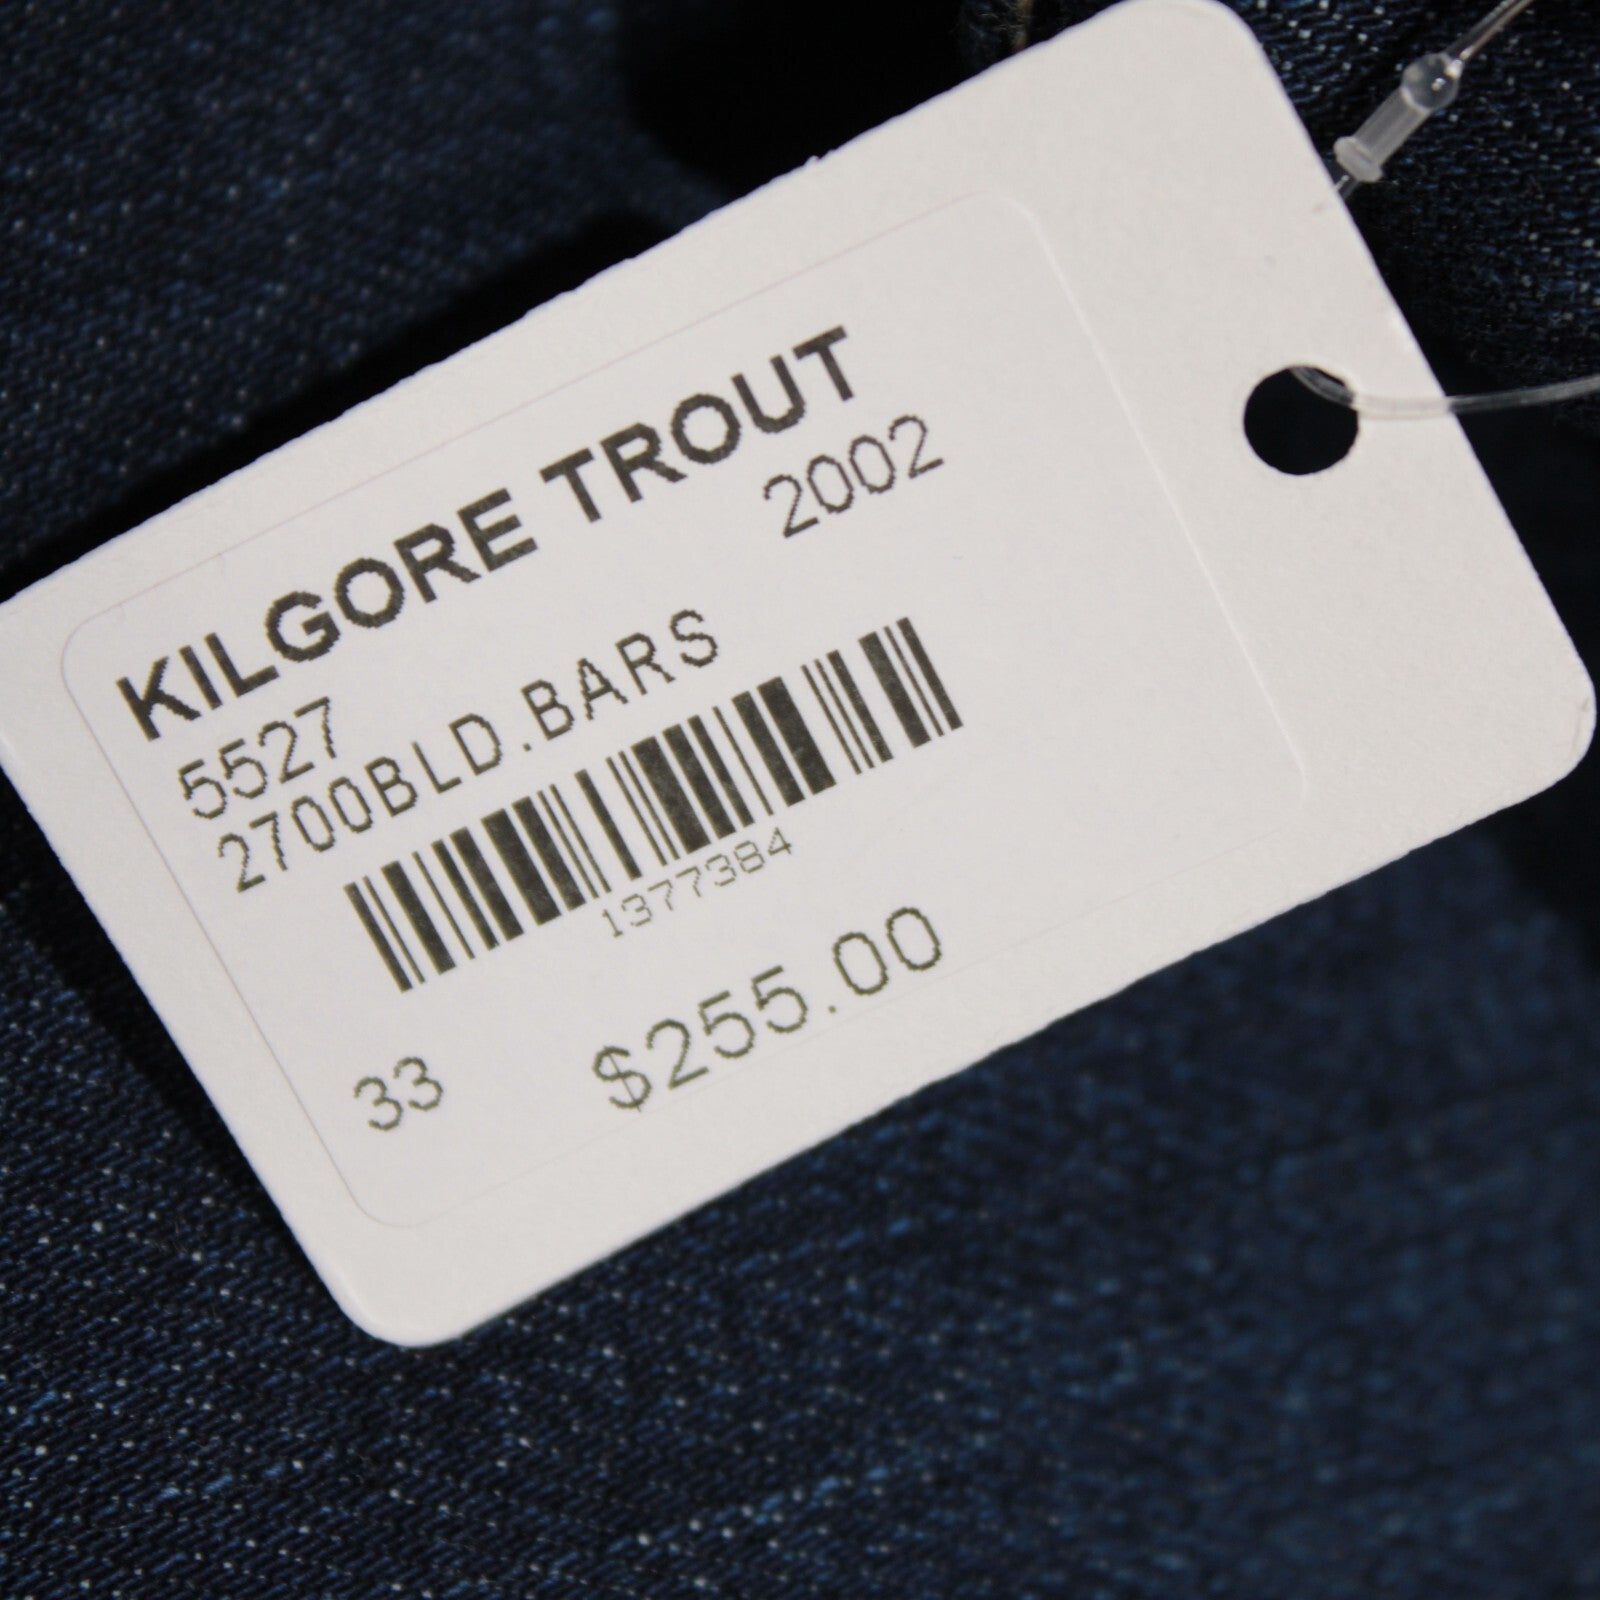 KILGORE TROUT
2002
5527
2700BLD.BARS
1377384
33 $255.00